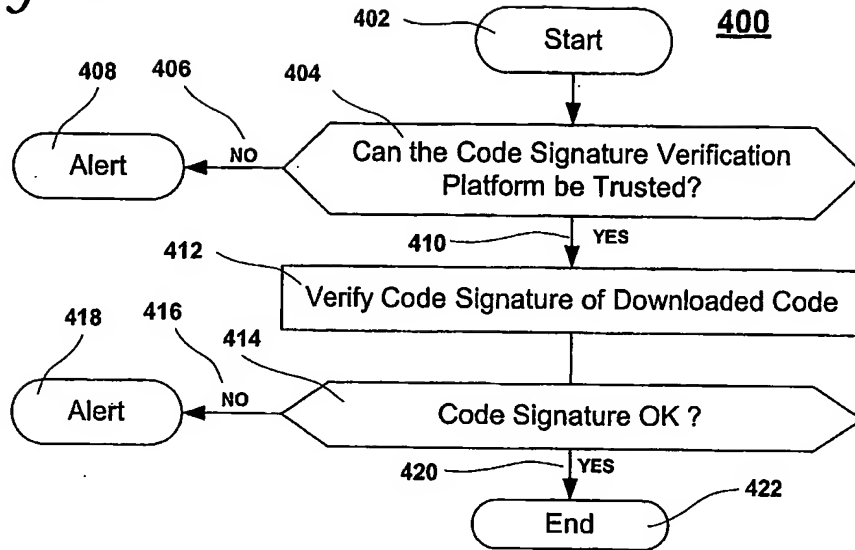 402
Start
400
408
406
404
Alert
NO
Can the Code Signature Verification
Platform be Trusted?
410
YES
412
Verify Code Signature of Downloaded Code
418
416
414
Alert
NO
Code Signature OK ?
420
YES
422
End